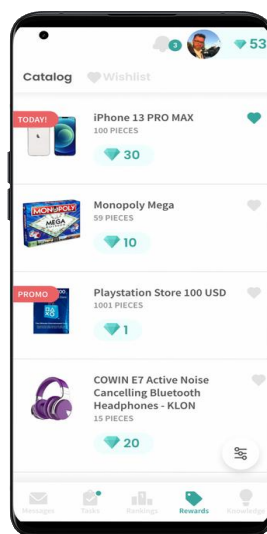 3
53
Catalog
Wishlist
TODAY!
iPhone 13 PRO MAX
100 PIECES
30
MONOPOLY
MEGA
Monopoly Mega
59 PIECES
10
PROMO
Playstation Store 100 USD
1001 PIECES
1
COWIN E7 Active Noise
Cancelling Bluetooth
Headphones - KLON
15 PIECES
20
Messages
Tasks
Rankings
Rewards
Knowledge